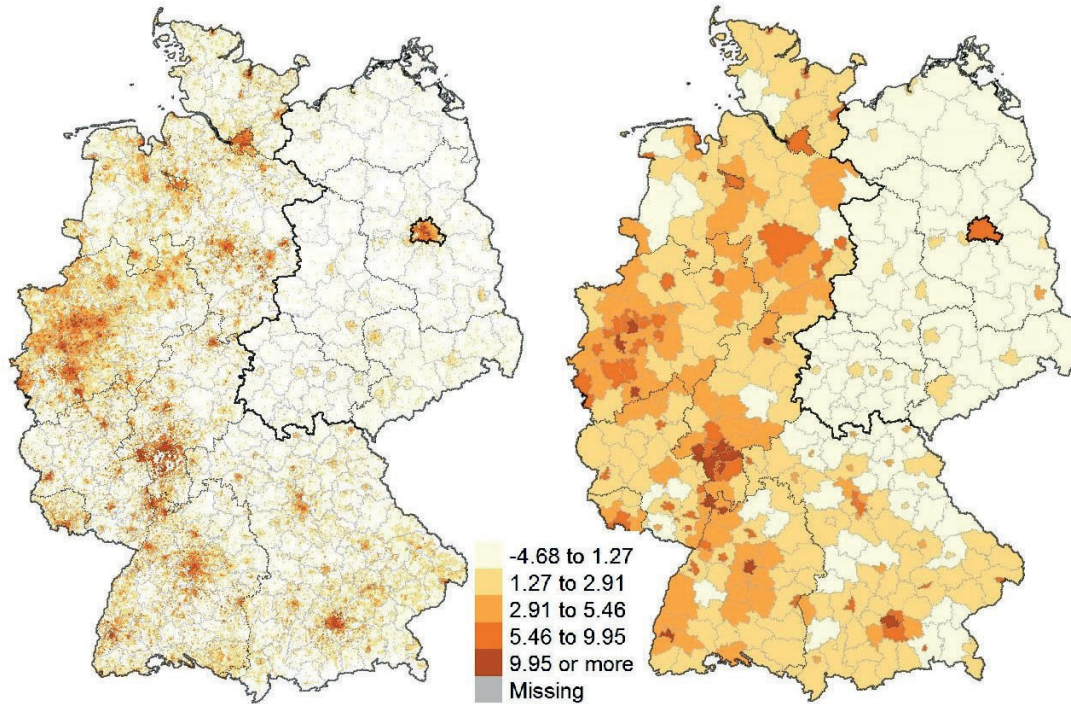 -4.68 to 1.27
1.27 to 2.91
2.91 to 5.46
5.46 to 9.95
9.95 or more
Missing